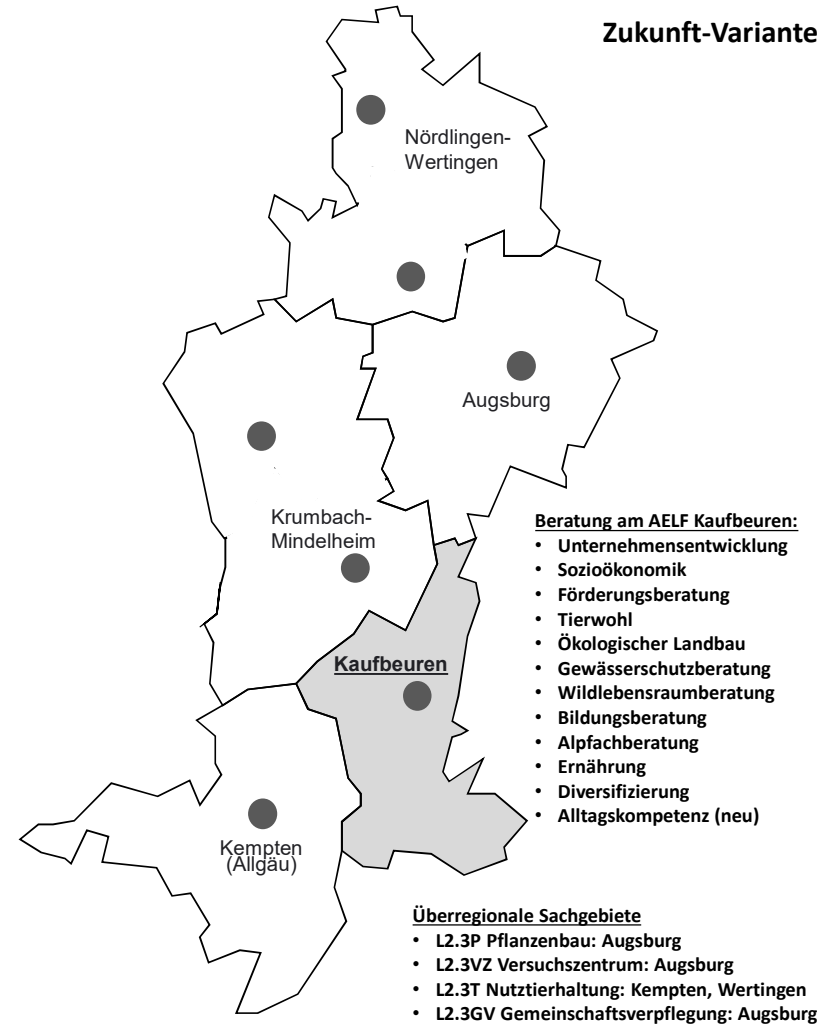 Zukunft-Variante
Nördlingen-
Wertingen
Augsburg
Krumbach-
Mindelheim
Kaufbeuren
Kempten
(Allgäu)
Beratung am AELF Kaufbeuren:
• Unternehmensentwicklung
• Sozioökonomik
• Förderungsberatung
• Tierwohl
• Ökologischer Landbau
• Gewässerschutzberatung
• Wildlebensraumberatung
• Bildungsberatung
• Alpfachberatung
• Ernährung
• Diversifizierung
• Alltagskompetenz (neu)
Überregionale Sachgebiete
• L2.3P Pflanzenbau: Augsburg
• L2.3VZ Versuchszentrum: Augsburg
• L2.3T Nutztierhaltung: Kempten, Wertingen
• L2.3GV Gemeinschaftsverpflegung: Augsburg